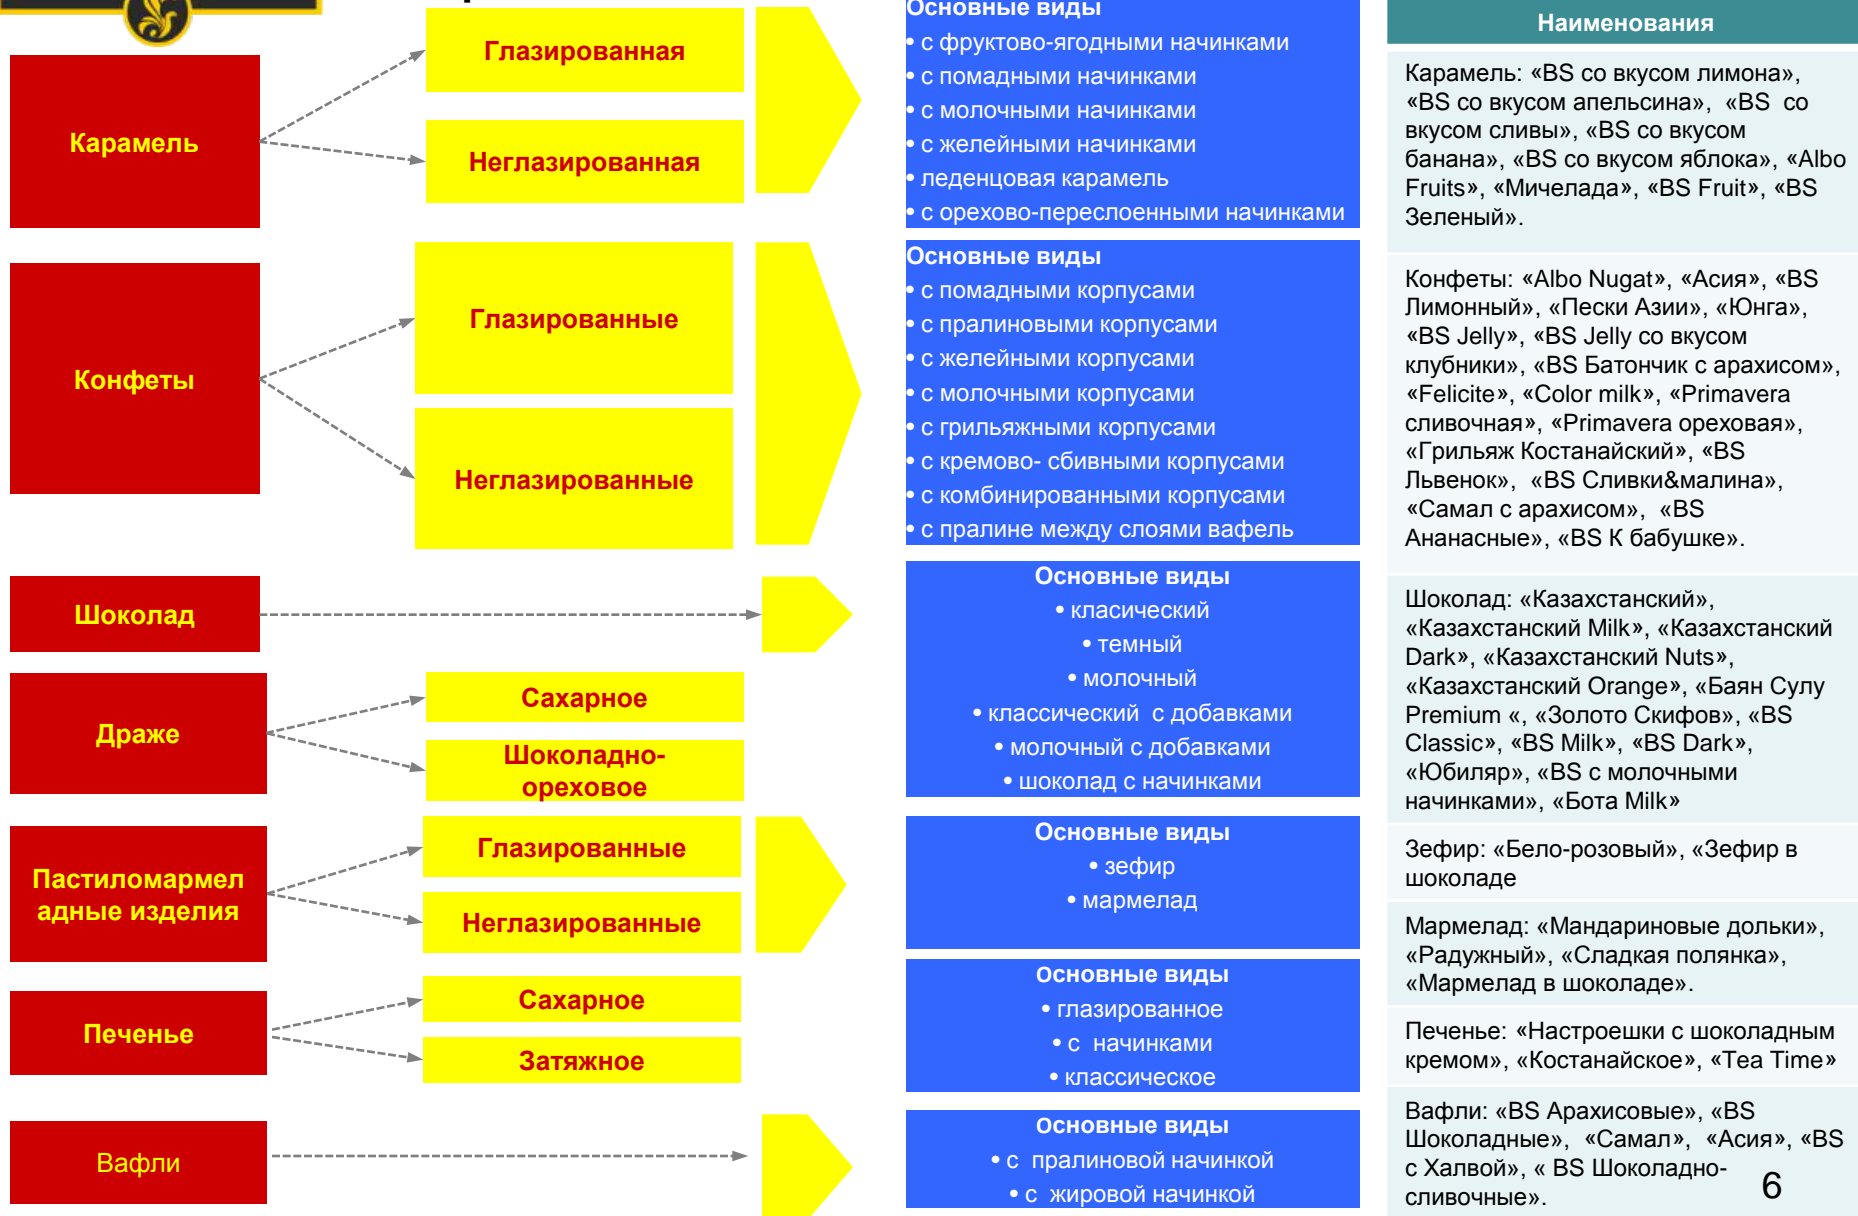 Карамель
Глазированная
Неглазированная
Основные виды
• с фруктово-ягодными начинками
• с помадными начинками
• с молочными начинками
• с желейными начинками
• леденцовая карамель
• с орехово-переслоенными начинками
Конфеты
Глазированные
Неглазированные
Основные виды
• с помадными корпусами
• с пралиновыми корпусами
• с желейными корпусами
• с молочными корпусами
• с грильяжными корпусами
• с кремово- сбивными корпусами
• с комбинированными корпусами
• с пралине между слоями вафель
Шоколад
Основные виды
• класический
• темный
• молочный
• классический с добавками
• молочный с добавками
• шоколад с начинками
Драже
Сахарное
Шоколадно-
ореховое
Пастиломармел
адные изделия
Глазированные
Неглазированные
Основные виды
• зефир
• мармелад
Печенье
Сахарное
Затяжное
Основные виды
• глазированное
• с начинками
• классическое
Вафли
Основные виды
• с пралиновой начинкой
• с жировой начинкой
Наименования
Карамель: «BS со вкусом лимона»,
«BS со вкусом апельсина», «BS со
вкусом сливы», «BS со вкусом
банана», «BS со вкусом яблока», «Albo
Fruits», «Мичелада», «BS Fruit», «BS
Зеленый».
Конфеты: «Albo Nugat», «Асия», «BS
Лимонный», «Пески Азии», «Юнга»,
«BS Jelly», «BS Jelly со вкусом
клубники», «BS Батончик с арахисом»,
«Felicite», «Color milk», «Primavera
сливочная», «Primavera ореховая»,
«Грильяж Костанайский», «BS
Львенок», «BS Сливки&малина»,
«Самал с арахисом», «BS
Ананасные», «BS К бабушке».
Шоколад: «Казахстанский»,
«Казахстанский Milk», «Казахстанский
Dark», «Казахстанский Nuts»,
«Казахстанский Orange», «Баян Сулу
Premium «, «Золото Скифов», «BS
Classic», «BS Milk», «BS Dark»,
«Юбиляр», «BS с молочными
начинками», «Бота Milk»
Зефир: «Бело-розовый», «Зефир в
шоколаде
Мармелад: «Мандариновые дольки»,
«Радужный», «Сладкая полянка»,
«Мармелад в шоколаде».
Печенье: «Настроешки с шоколадным
кремом», «Костанайское», «Tea Time»
Вафли: «BS Арахисовые», «BS
Шоколадные», «Самал», «Асия», «BS
с Халвой», « BS Шоколадно-
сливочные».
6